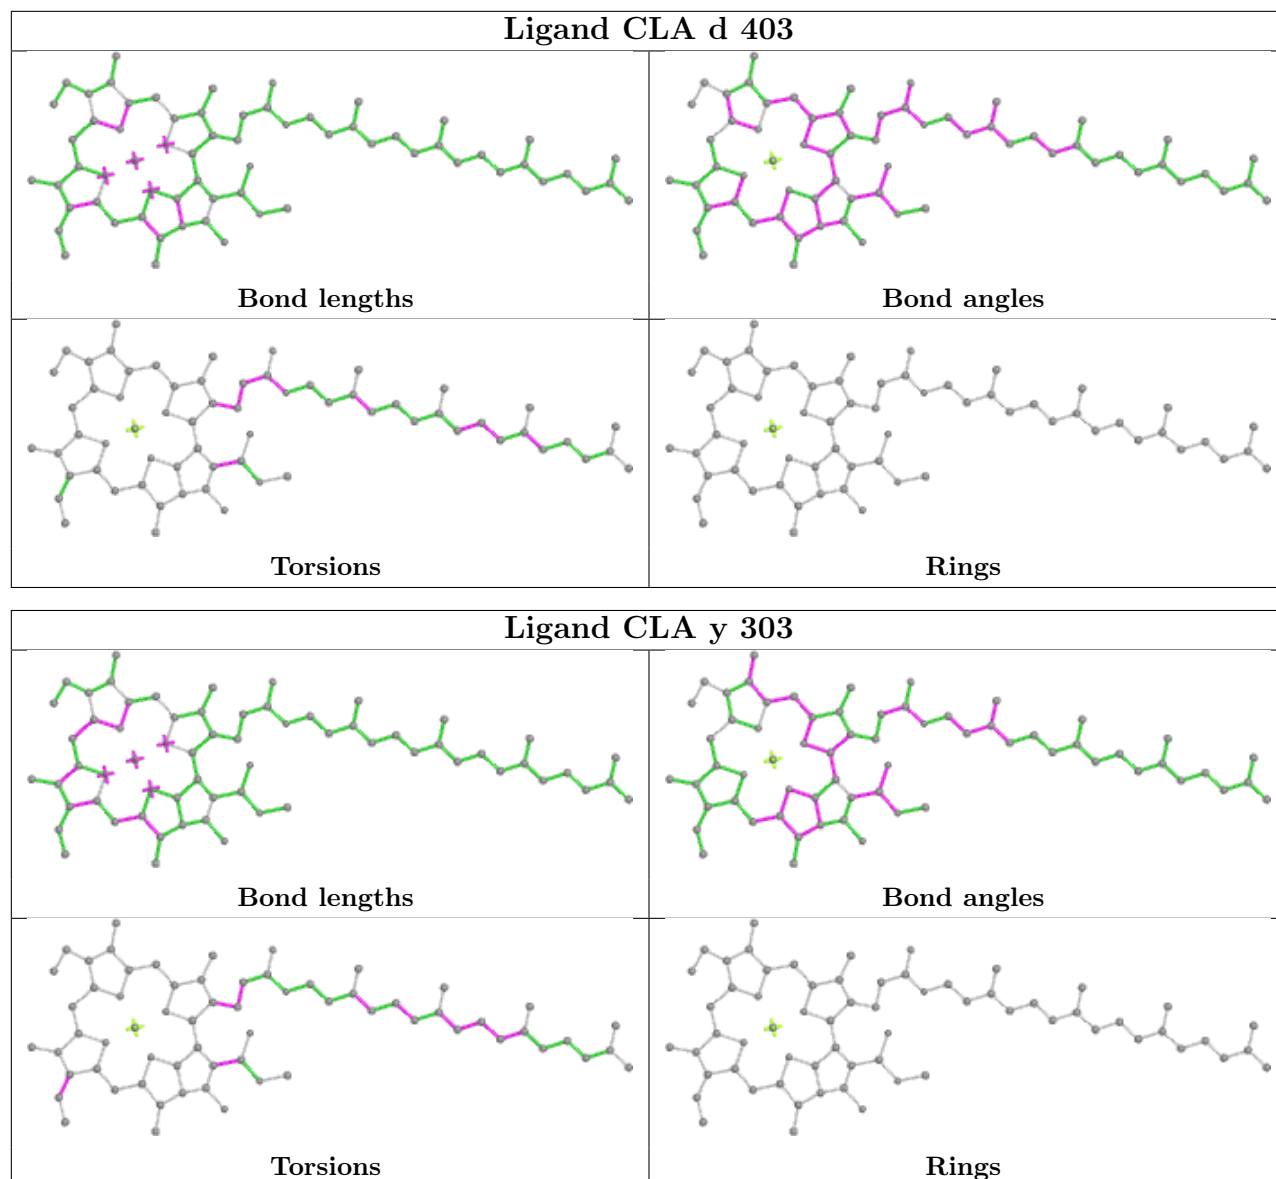 Ligand CLA d 403
Bond lengths
Bond angles
Torsions
Rings
Ligand CLA y 303
Bond lengths
Bond angles
Torsions
Rings